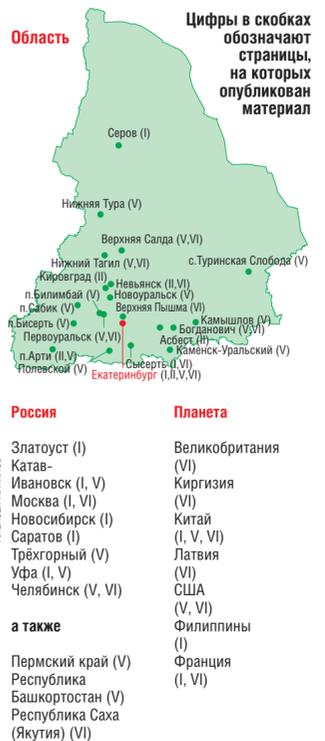 Область
Цифры в скобках
обозначают
страницы,
на которых
опубликован
материал
Серов (I)
Нижняя Тура (V)
Верхняя Салда (V,VI)
Нижний Тагил (V,VI)
с.Туринская Слобода (V)
Кировград (II)
Невьянск (II,VI)
п.Билимбай (V)
Новоуральск (V)
п.Сабик (V)
Верхняя Пышма (VI)
п.Бисерть (V)
Камышлов (V)
Богданович (V,VI)
Первоуральск (V,VI)
Асбест (II)
Каменск-Уральский (V)
п.Арти (II,V)
Сысерть (I,VI)
Полевской (V)
Екатеринбург (I,II,V,VI)
Россия
Златоуст (I)
Катав-
Ивановск (I, V)
Москва (I, VI)
Новосибирск (I)
Саратов (I)
Трёхгорный (V)
Уфа (I, V)
Челябинск (V, VI)
а также
Пермский край (V)
Республика
Башкортостан (V)
Республика Саха
(Якутия) (VI)
Планета
Великобритания
(VI)
Киргизия
(VI)
Китай
(I, V, VI)
Латвия
(VI)
США
(V, VI)
Филиппины
(I)
Франция
(I, VI)